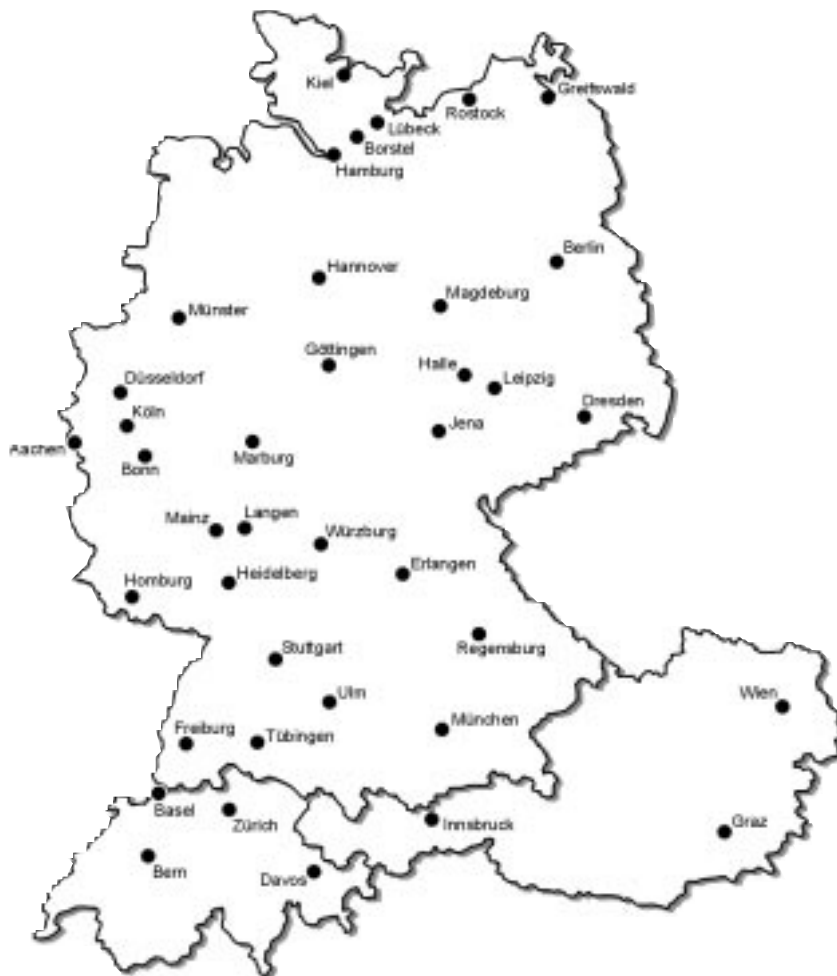 Kiel
Greifswald
Rostock
Lübeck
Borstel
Hamburg
Berlin
Hannover
Magdeburg
Münster
Göttingen
Halle
Leipzig
Düsseldorf
Dresden
Köln
Jena
Aachen
Marburg
Bonn
Mainz
Langen
Würzburg
Erlangen
Homburg
Heidelberg
Stuttgart
Regensburg
Ulm
Wien
Freiburg
Tübingen
München
Basel
Zürich
Innsbruck
Graz
Bern
Davos